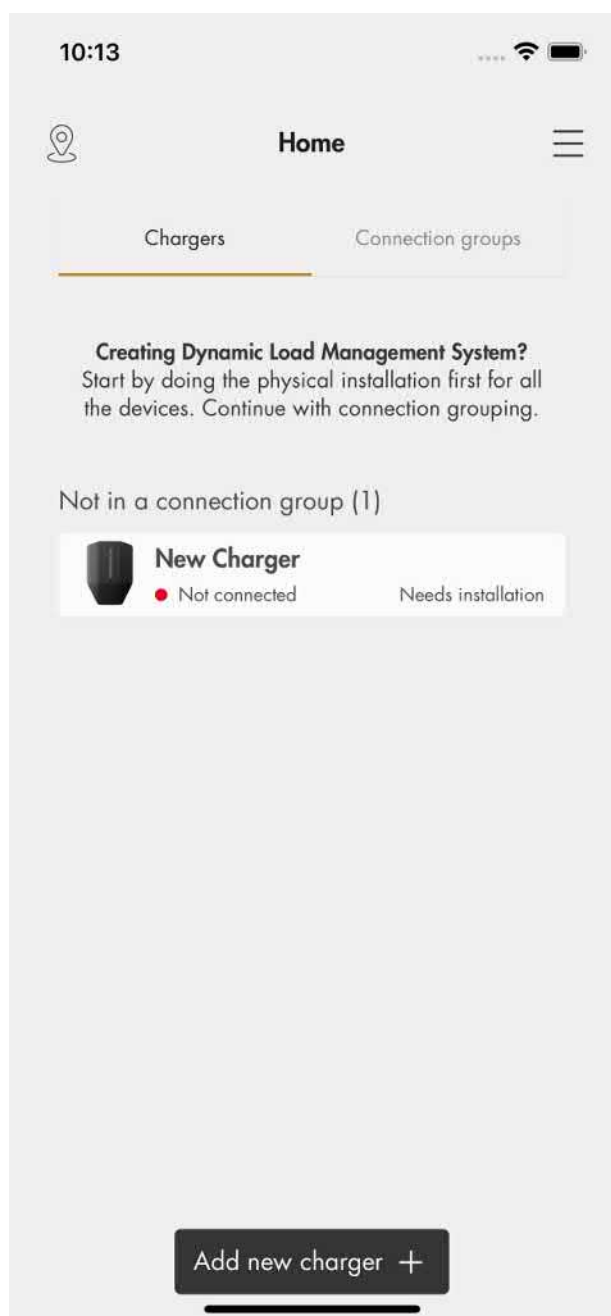 10:13
Home
Chargers
Connection groups
Creating Dynamic Load Management System?
Start by doing the physical installation first for all
the devices. Continue with connection grouping.
Not in a connection group (1)
New Charger
Not connected
Needs installation
Add new charger +